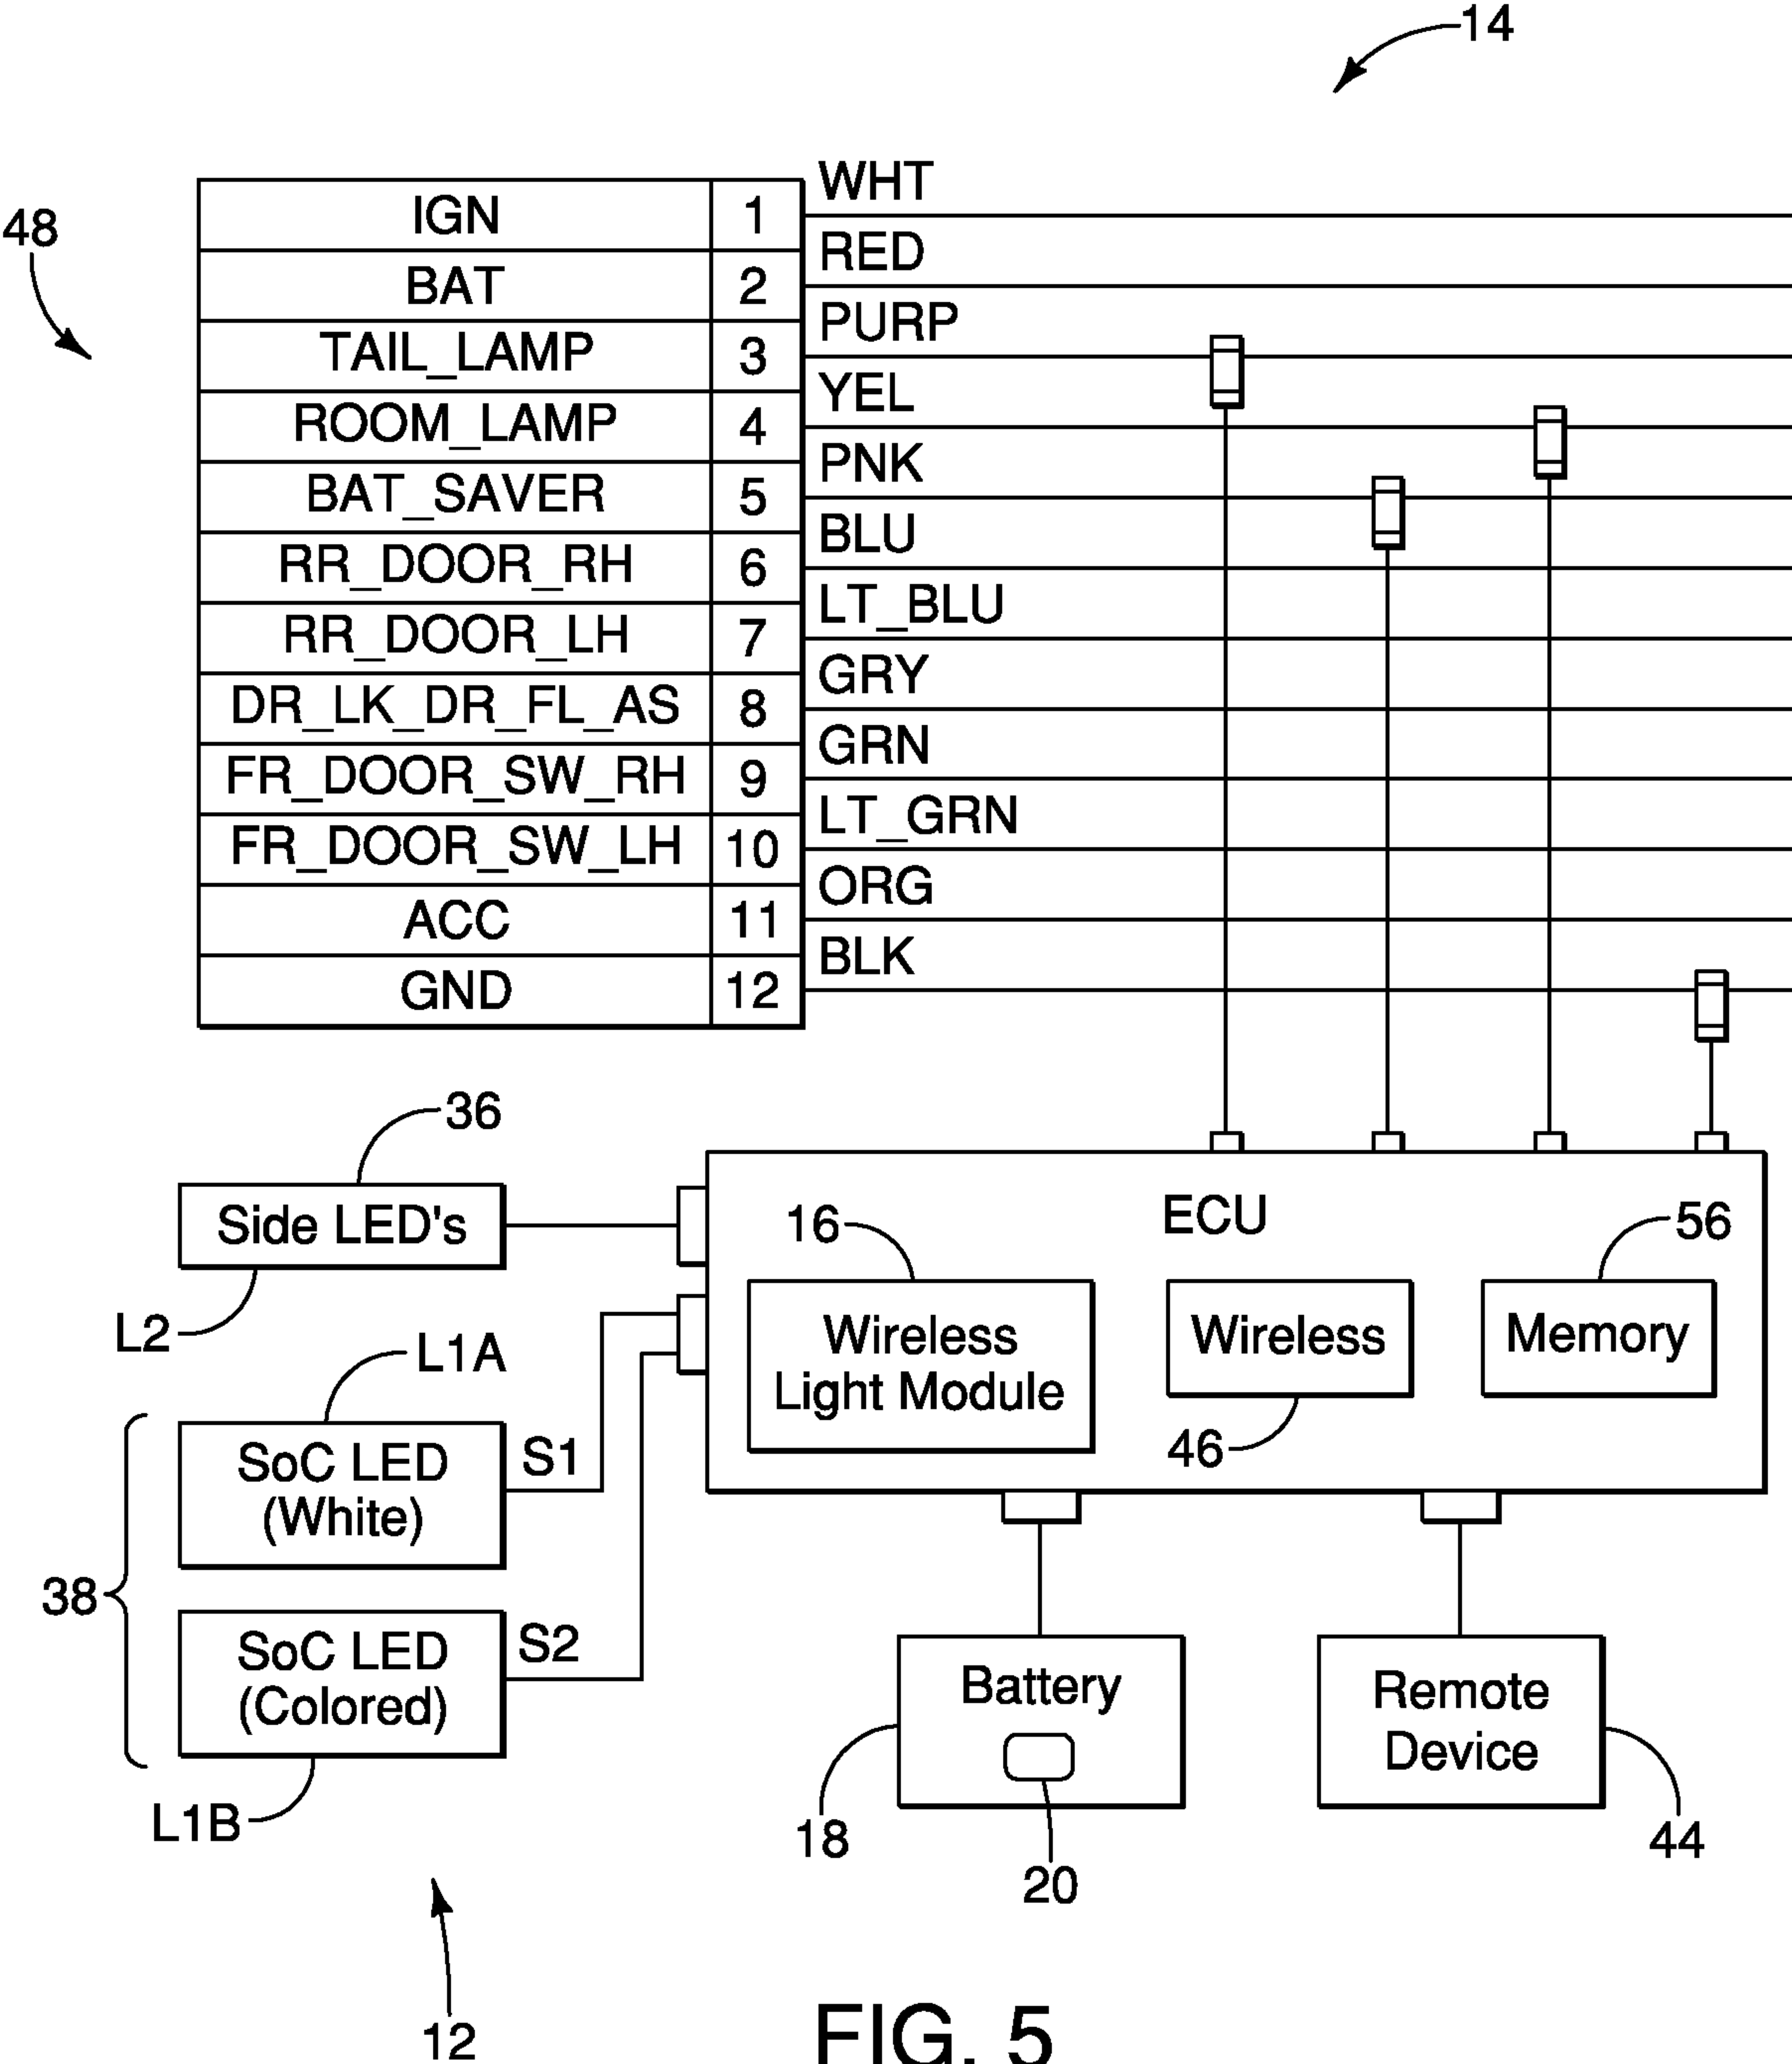 14
48
IGN 1 WHT
BAT 2 RED
TAIL_LAMP 3 PURP
ROOM_LAMP 4 YEL
BAT_SAVER 5 PNK
RR_DOOR_RH 6 BLU
RR_DOOR_LH 7 LT_BLU
DR_LK_DR_FL_AS 8 GRY
FR_DOOR_SW_RH 9 GRN
FR_DOOR_SW_LH 10 LT_GRN
ACC 11 ORG
GND 12 BLK
36
Side LED's
L2
L1A
SoC LED
(White)
S1
38
SoC LED
(Colored)
S2
L1B
12
ECU
16
Wireless
Light Module
Wireless
46
56
Memory
Battery
18
20
Remote
Device
44
FIG. 5